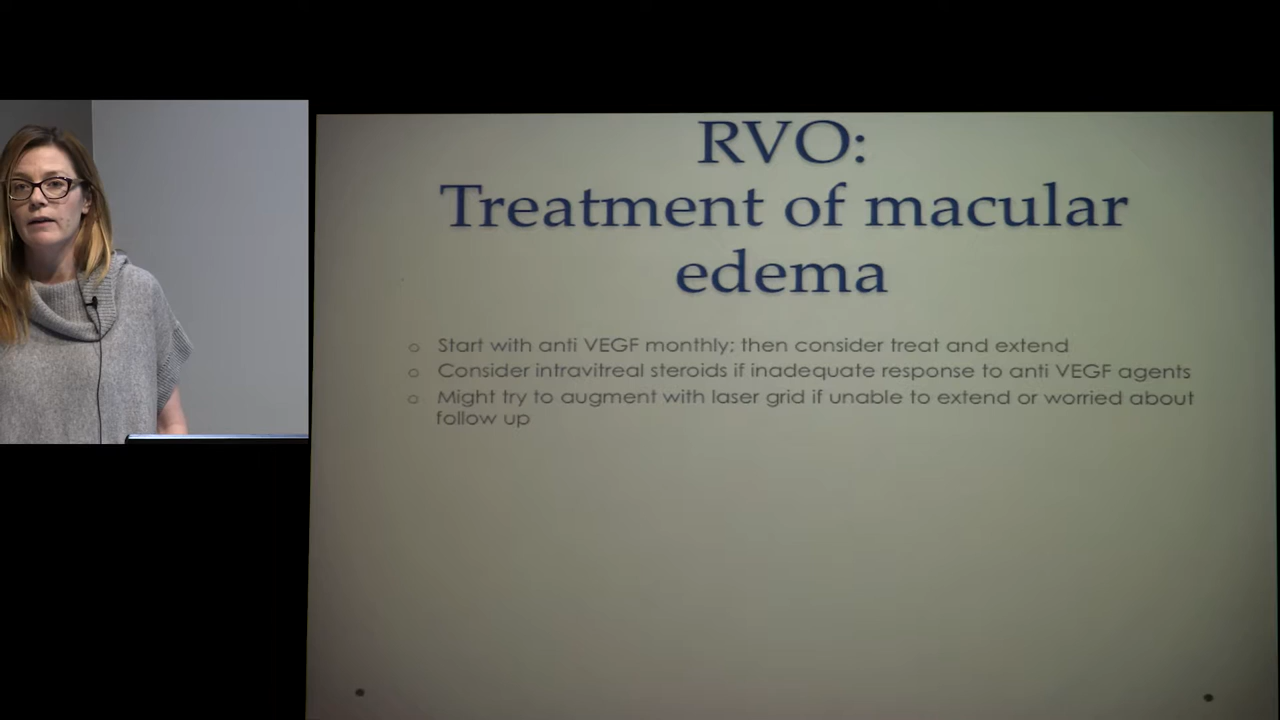 RVO:
Treatment of macular
edema
Start with anti VEGF monthly; then consider treat and extend
Consider intravitreal steroids if inadequate response to anti VEGF agents
Might try to augment with laser grid if unable to extend or worried about
follow up